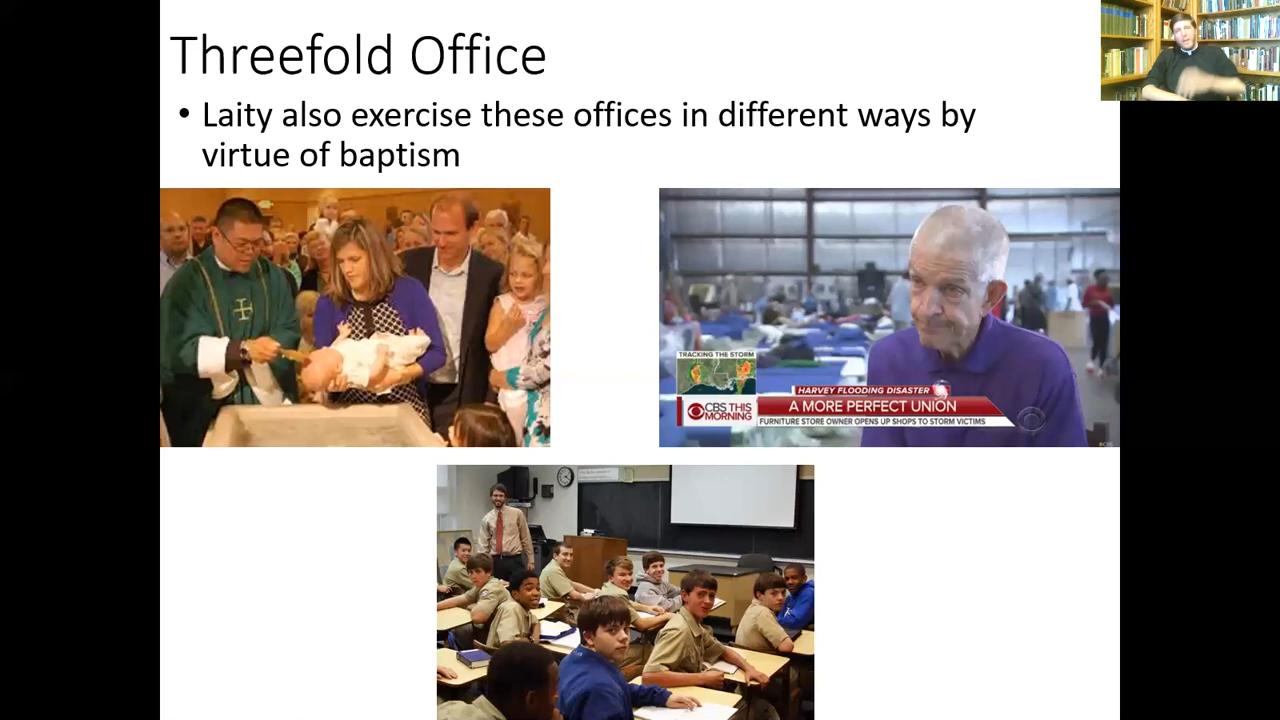 Threefold Office
• Laity also exercise these offices in different ways by
virtue of baptism
TRACKING THE STORM
HARVEY FLOODING DISASTER
CBS THIS
MORNING
A MORE PERFECT UNION
FURNITURE STORE OWNER OPENS UP SHOPS TO STORM VICTIMS